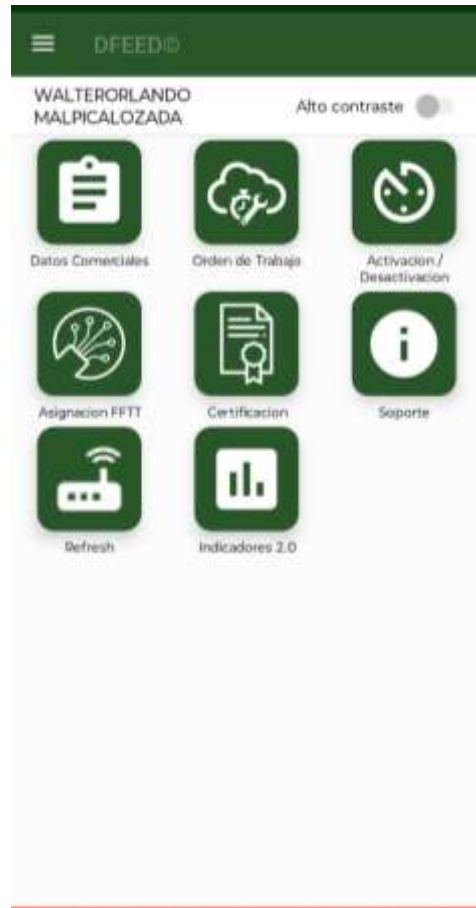 DFEED©
WALTERORLANDO
MALPICALOZADA
Alto contraste
Datos Comerciales
Orden de Trabajo
Activacion /
Desactivacion
Asignacion FFTT
Certificacion
Soporte
Refresh
Indicadores 2.0